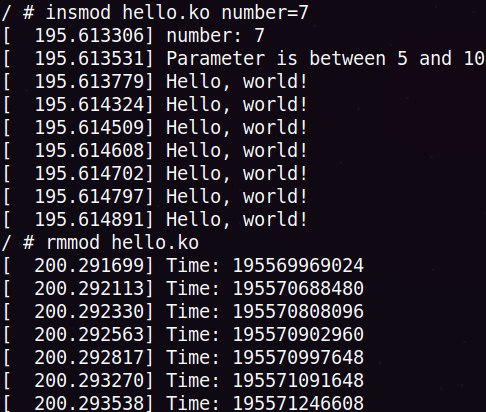 / # insmod hello.ko number=7
[  195.613306] number: 7
[  195.613531] Parameter is between 5 and 10
[  195.613779] Hello, world!
[  195.614324] Hello, world!
[  195.614509] Hello, world!
[  195.614608] Hello, world!
[  195.614702] Hello, world!
[  195.614797] Hello, world!
[  195.614891] Hello, world!
/ # rmmod hello.ko
[  200.291699] Time: 195569969024
[  200.292113] Time: 195570688480
[  200.292330] Time: 195570808096
[  200.292563] Time: 195570902960
[  200.292817] Time: 195570997648
[  200.293270] Time: 195571091648
[  200.293538] Time: 195571246608